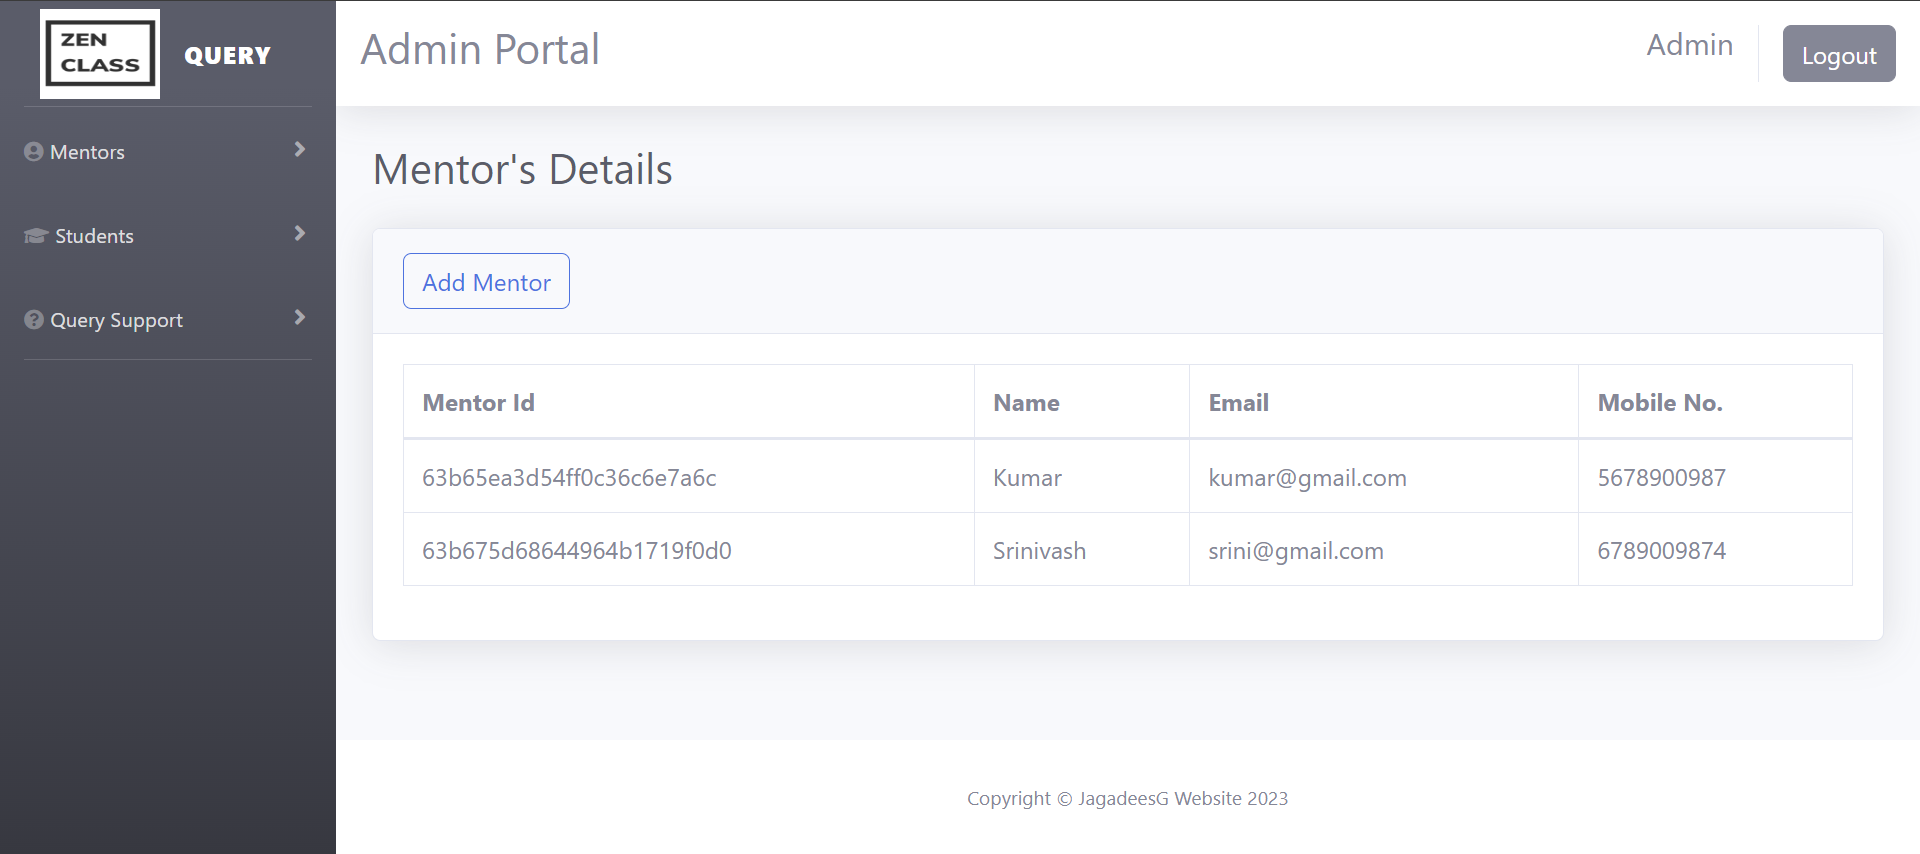 ZEN
CLASS
QUERY
Mentors
Students
Query Support
Admin Portal
Admin
Logout
Mentor's Details
Add Mentor
Mentor Id Name Email Mobile No.
63b65ea3d54ff0c36c6e7a6c Kumar kumar@gmail.com 5678900987
63b675d68644964b1719f0d0 Srinivash srini@gmail.com 6789009874
Copyright © JagadeesG Website 2023